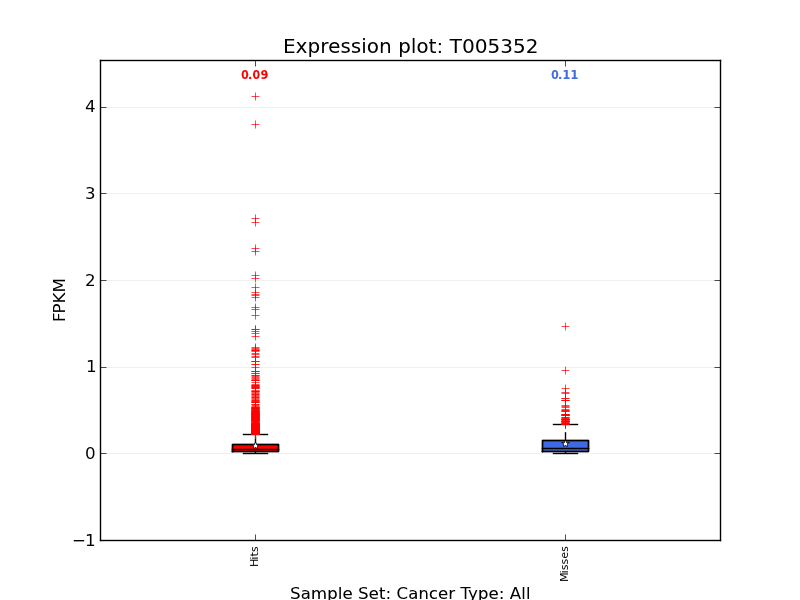 Expression plot: T005352
0.09 0.11
4
3
2
1
0
−1
FPKM
Hits Misses
Sample Set: Cancer Type: All